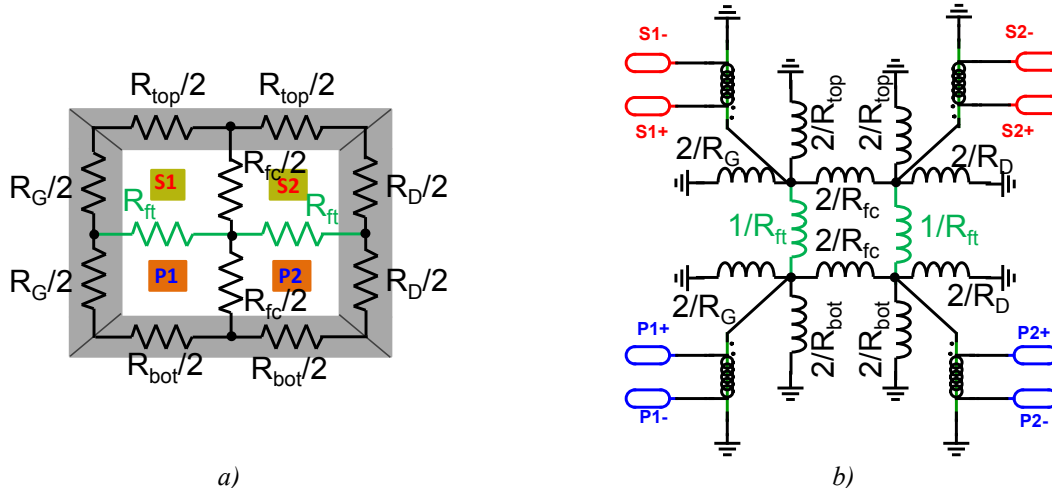 R_top/2 R_top/2
R_fc/2
S1 S2
R_G/2 R_ft R_ft R_D/2
P1 P2
R_G/2 R_fc/2 R_D/2
R_bot/2 R_bot/2
a)
S1- S2-
S1+ S2+
2/R_top 2/R_top
2/R_G 2/R_D
2/R_fc
1/R_ft 1/R_ft
2/R_fc
2/R_G 2/R_D
2/R_bot 2/R_bot
P1+ P2+
P1- P2-
b)